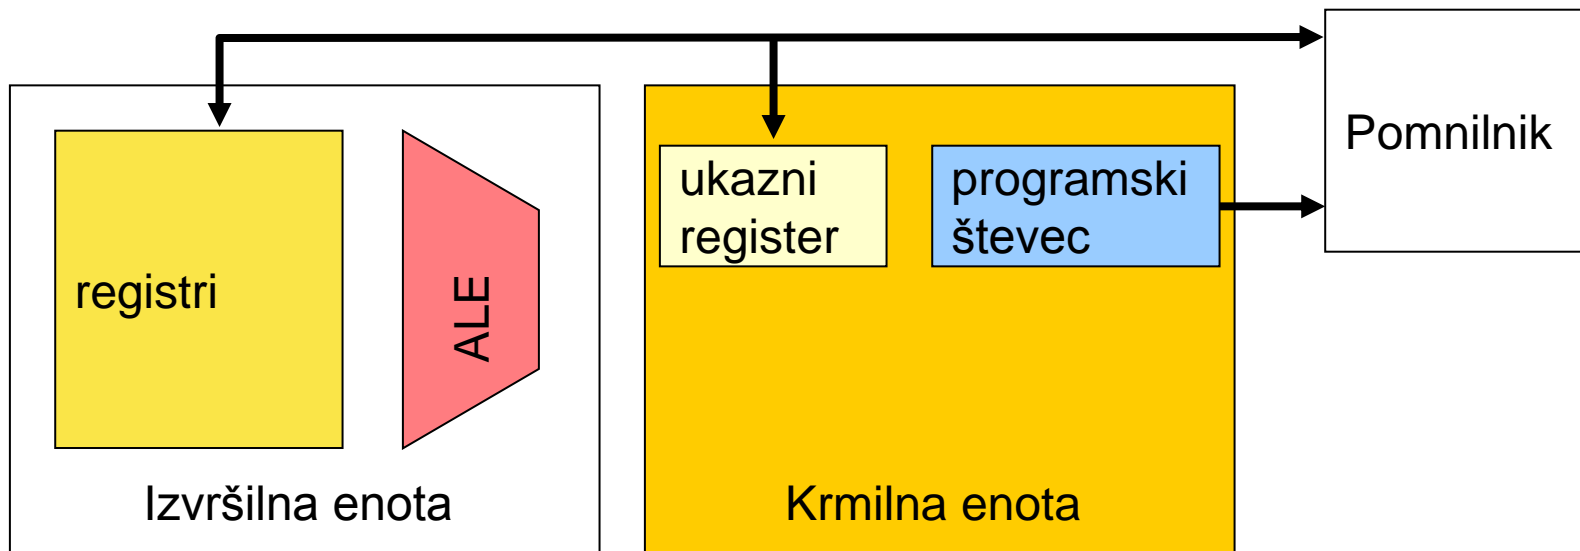 Pomnilnik
ukazni
register
programski
števec
registri
ALE
Izvršilna enota
Krmilna enota